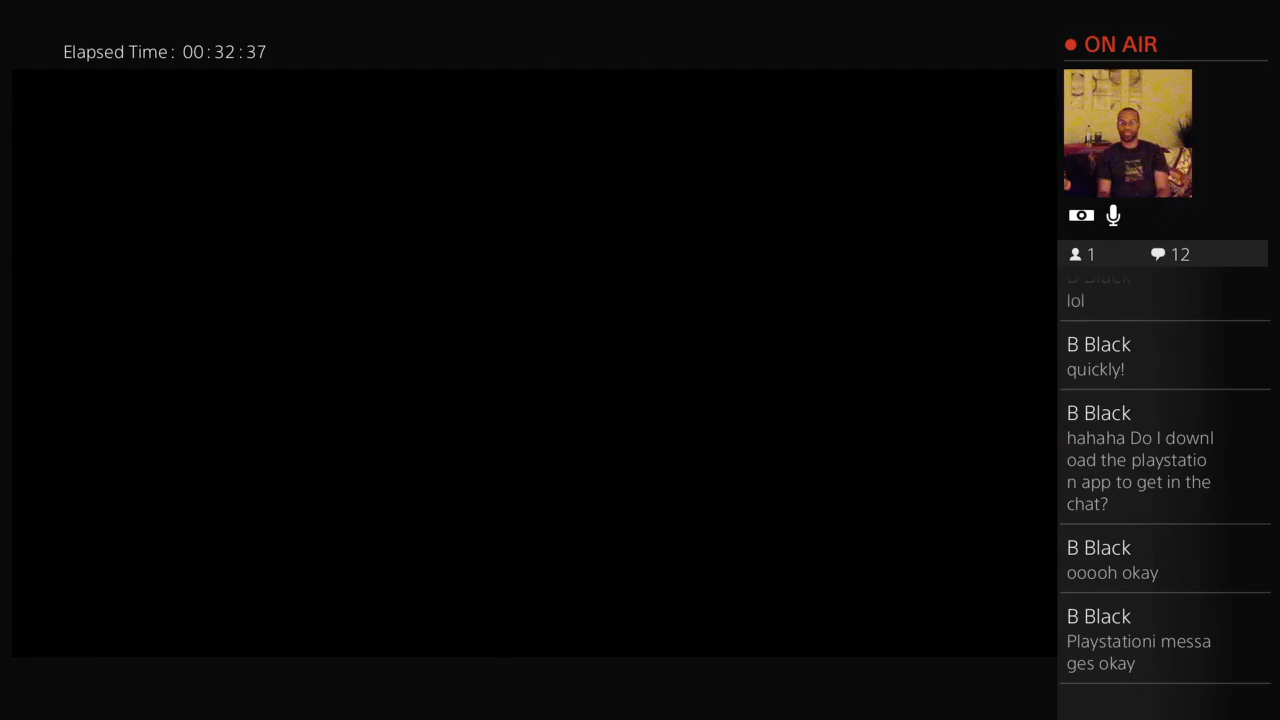 Elapsed Time: 00:32:37
ON AIR
1 12
B Black
lol
B Black
quickly!
B Black
hahaha Do I downl
oad the playstatio
n app to get in the
chat?
B Black
ooooh okay
B Black
Playstationi messa
ges okay